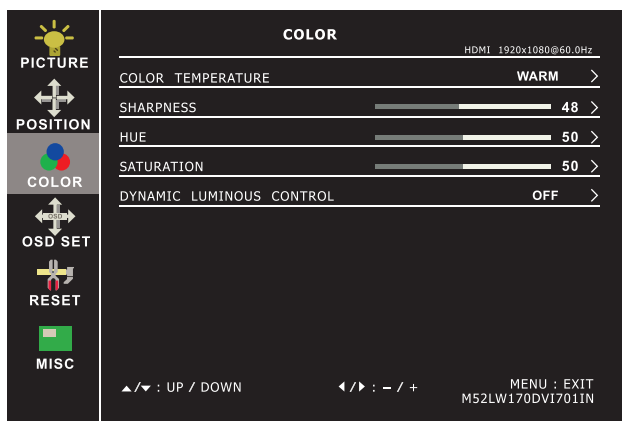 COLOR
HDMI 1920x1080@60.0Hz
PICTURE
POSITION
COLOR
OSD
OSD SET
RESET
MISC
COLOR TEMPERATURE WARM
SHARPNESS 48
HUE 50
SATURATION 50
DYNAMIC LUMINOUS CONTROL OFF
▲/▼ : UP / DOWN ◀/▶ : – / + MENU : EXIT
M52LW170DVI701IN